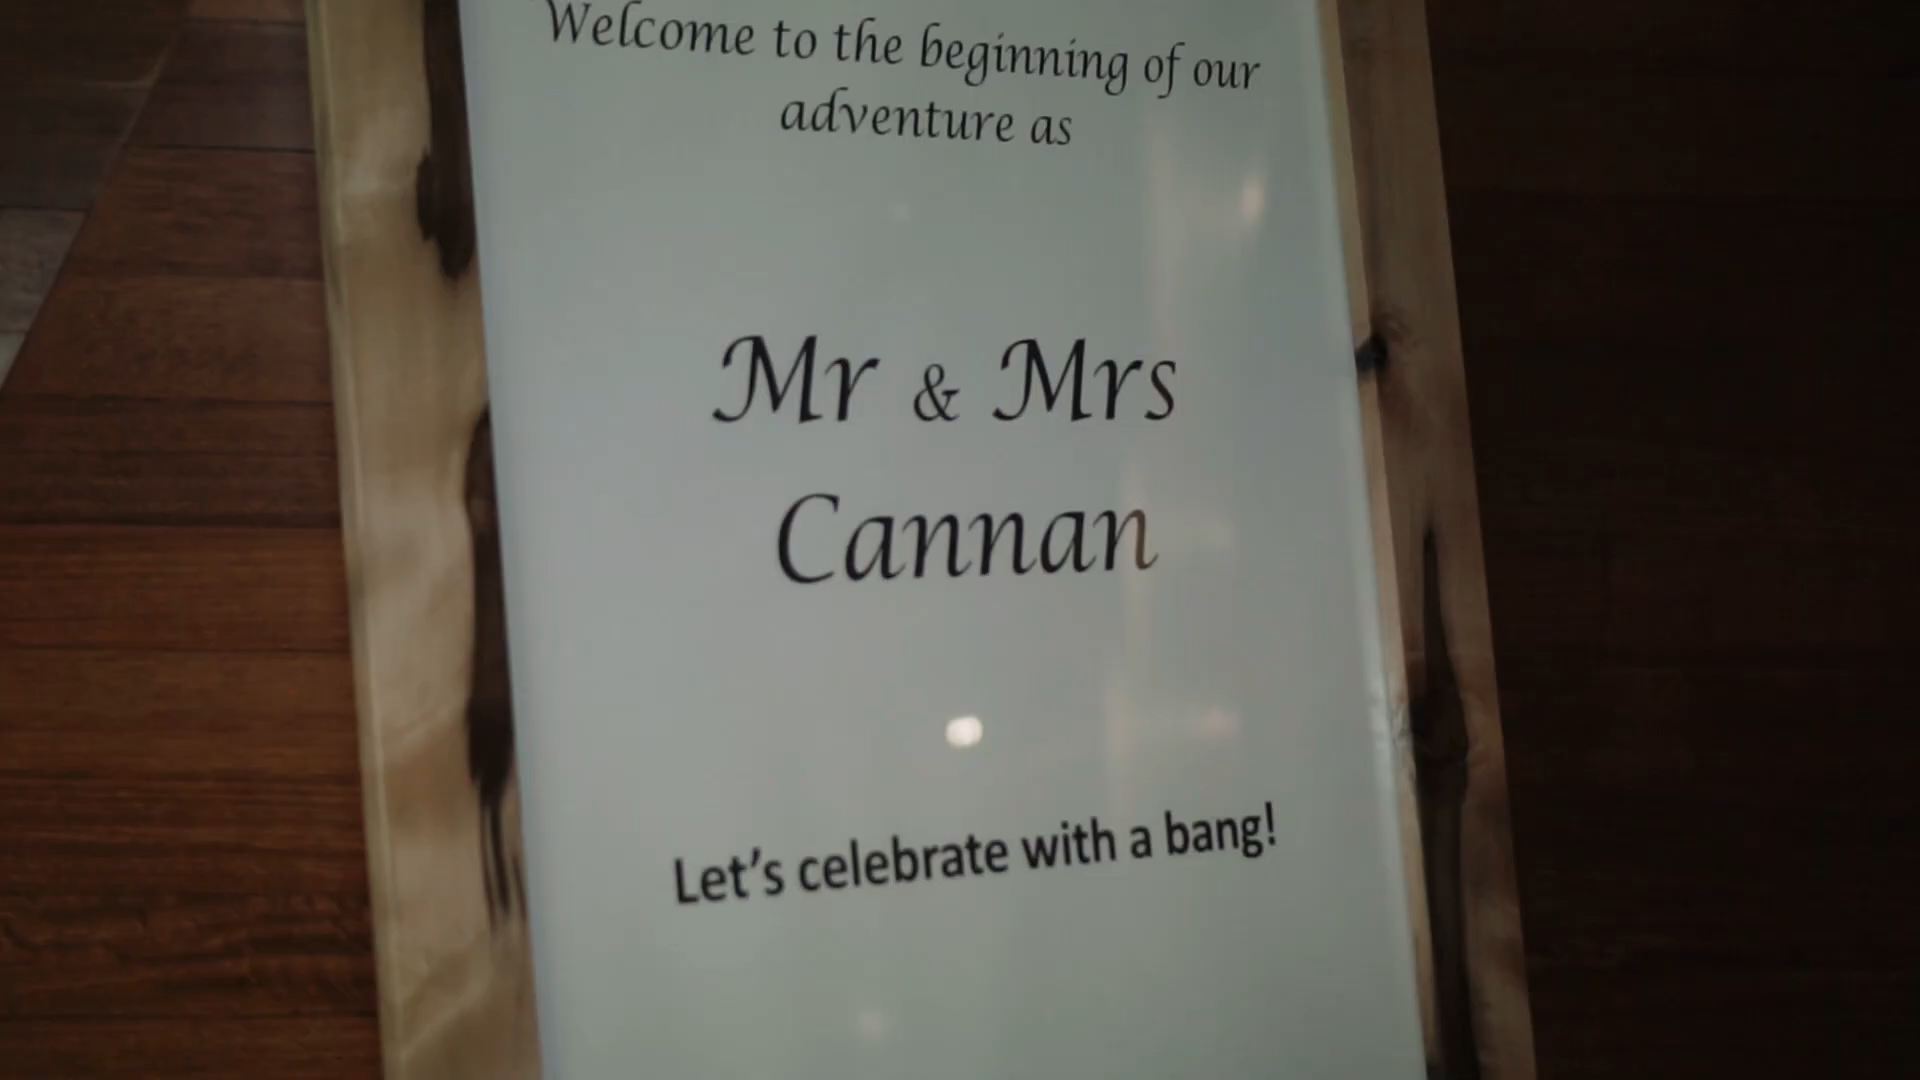 Welcome to the beginning of our
adventure as
Mr & Mrs
Cannan
Let's celebrate with a bang!